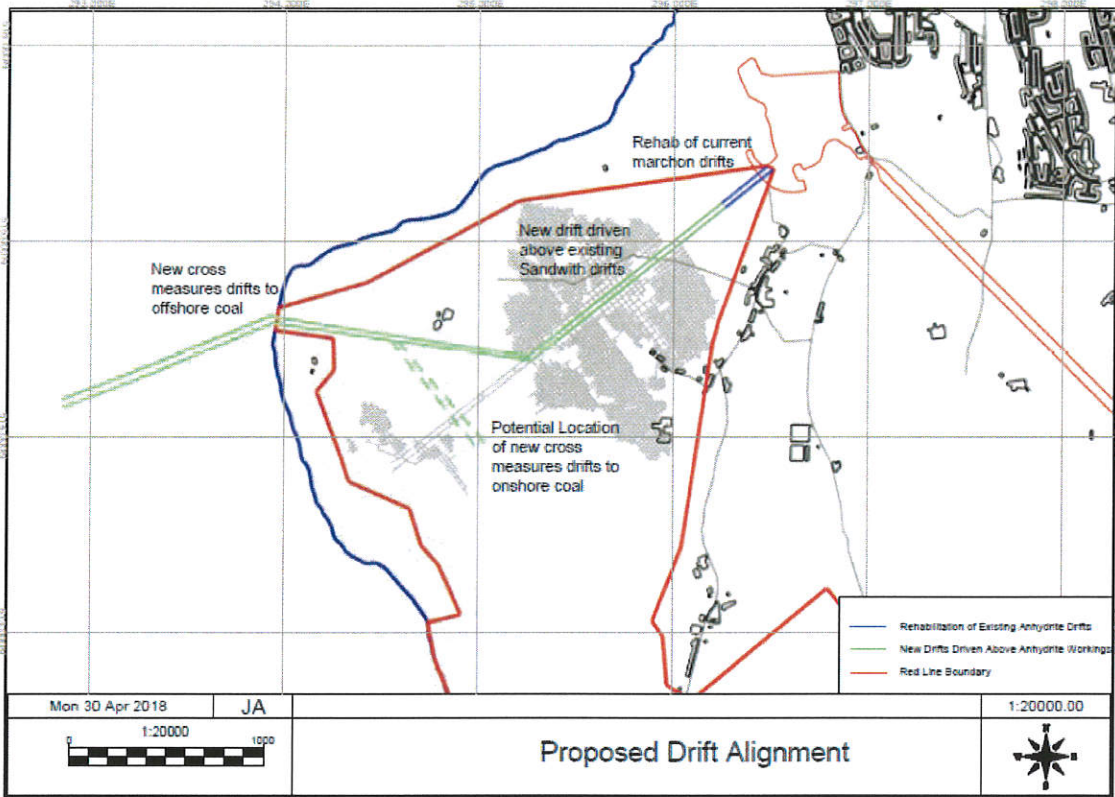 Rehab of current
marchon drifts
New drift driven
above existing
Sandwith drifts
New cross
measures drifts to
offshore coal
Potential Location
of new cross
measures drifts to
onshore coal
Rehabilitation of Existing Anhydrite Drifts
New Drifts Driven Above Anhydrite Workings
Red Line Boundary
Mon 30 Apr 2018
JA
1:20000.00
1:20000
0
1000
Proposed Drift Alignment
N